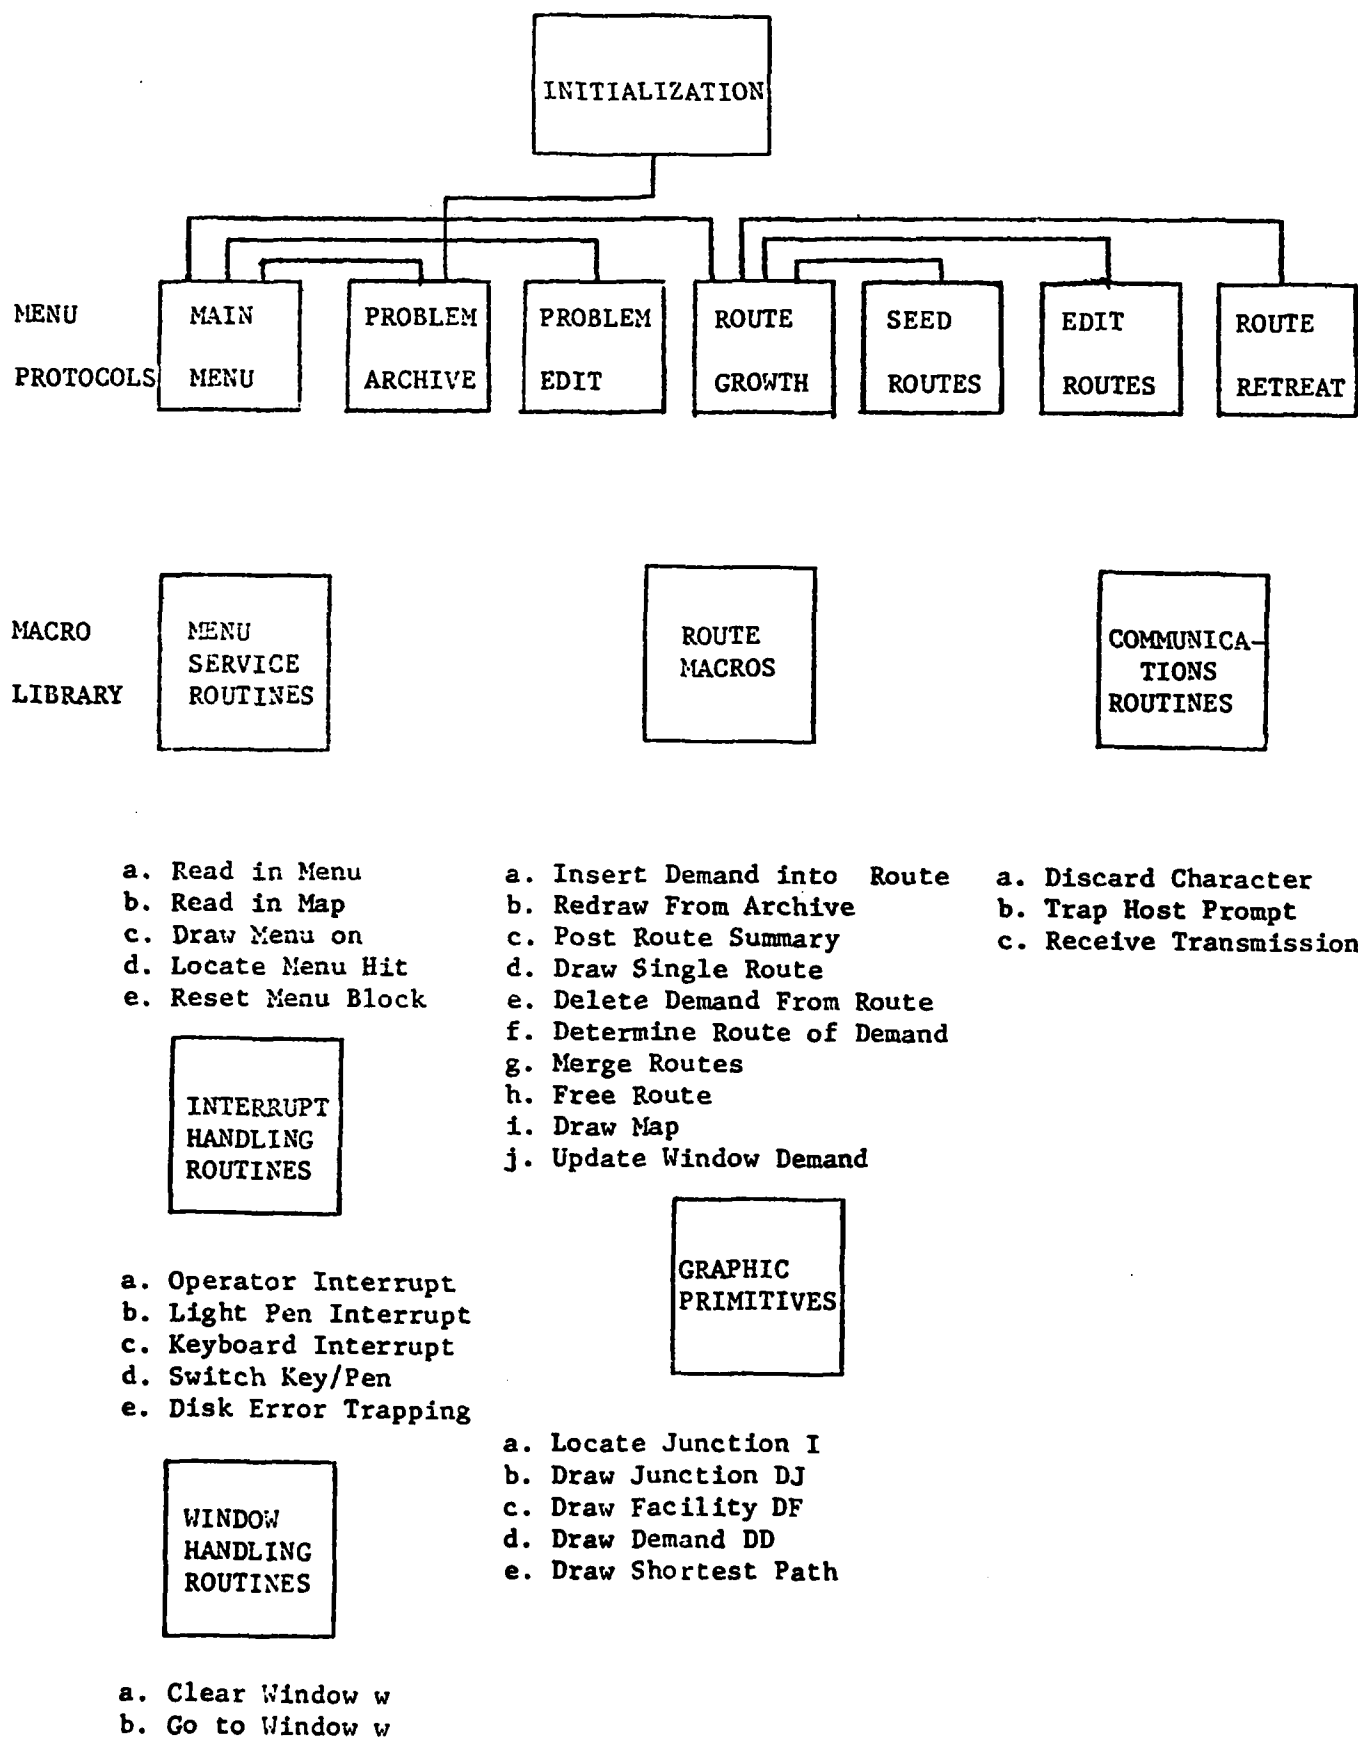 INITIALIZATION
MENU
PROTOCOLS
MAIN
MENU
PROBLEM
ARCHIVE
PROBLEM
EDIT
ROUTE
GROWTH
SEED
ROUTES
EDIT
ROUTES
ROUTE
RETREAT
MACRO
LIBRARY
MENU
SERVICE
ROUTINES
ROUTE
MACROS
COMMUNICA-
TIONS
ROUTINES
a. Read in Menu
b. Read in Map
c. Draw Menu on
d. Locate Menu Hit
e. Reset Menu Block
a. Insert Demand into Route
b. Redraw From Archive
c. Post Route Summary
d. Draw Single Route
e. Delete Demand From Route
f. Determine Route of Demand
g. Merge Routes
h. Free Route
i. Draw Map
j. Update Window Demand
a. Discard Character
b. Trap Host Prompt
c. Receive Transmission
INTERRUPT
HANDLING
ROUTINES
a. Operator Interrupt
b. Light Pen Interrupt
c. Keyboard Interrupt
d. Switch Key/Pen
e. Disk Error Trapping
GRAPHIC
PRIMITIVES
a. Locate Junction I
b. Draw Junction DJ
c. Draw Facility DF
d. Draw Demand DD
e. Draw Shortest Path
WINDOW
HANDLING
ROUTINES
a. Clear Window w
b. Go to Window w